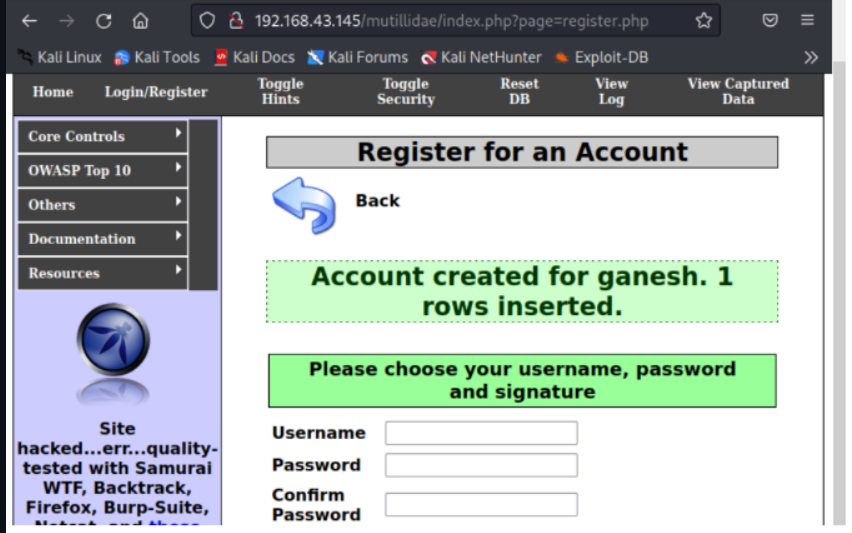 192.168.43.145/mutillidae/index.php?page=register.php
Kali Linux Kali Tools Kali Docs Kali Forums Kali NetHunter Exploit-DB
Home Login/Register Toggle Hints Toggle Security Reset DB View Log View Captured Data
Core Controls
OWASP Top 10
Others
Documentation
Resources
Site
hacked...err...quality-
tested with Samurai
WTF, Backtrack,
Firefox, Burp-Suite,
Netcat, and these
Register for an Account
Back
Account created for ganesh. 1
rows inserted.
Please choose your username, password
and signature
Username
Password
Confirm
Password